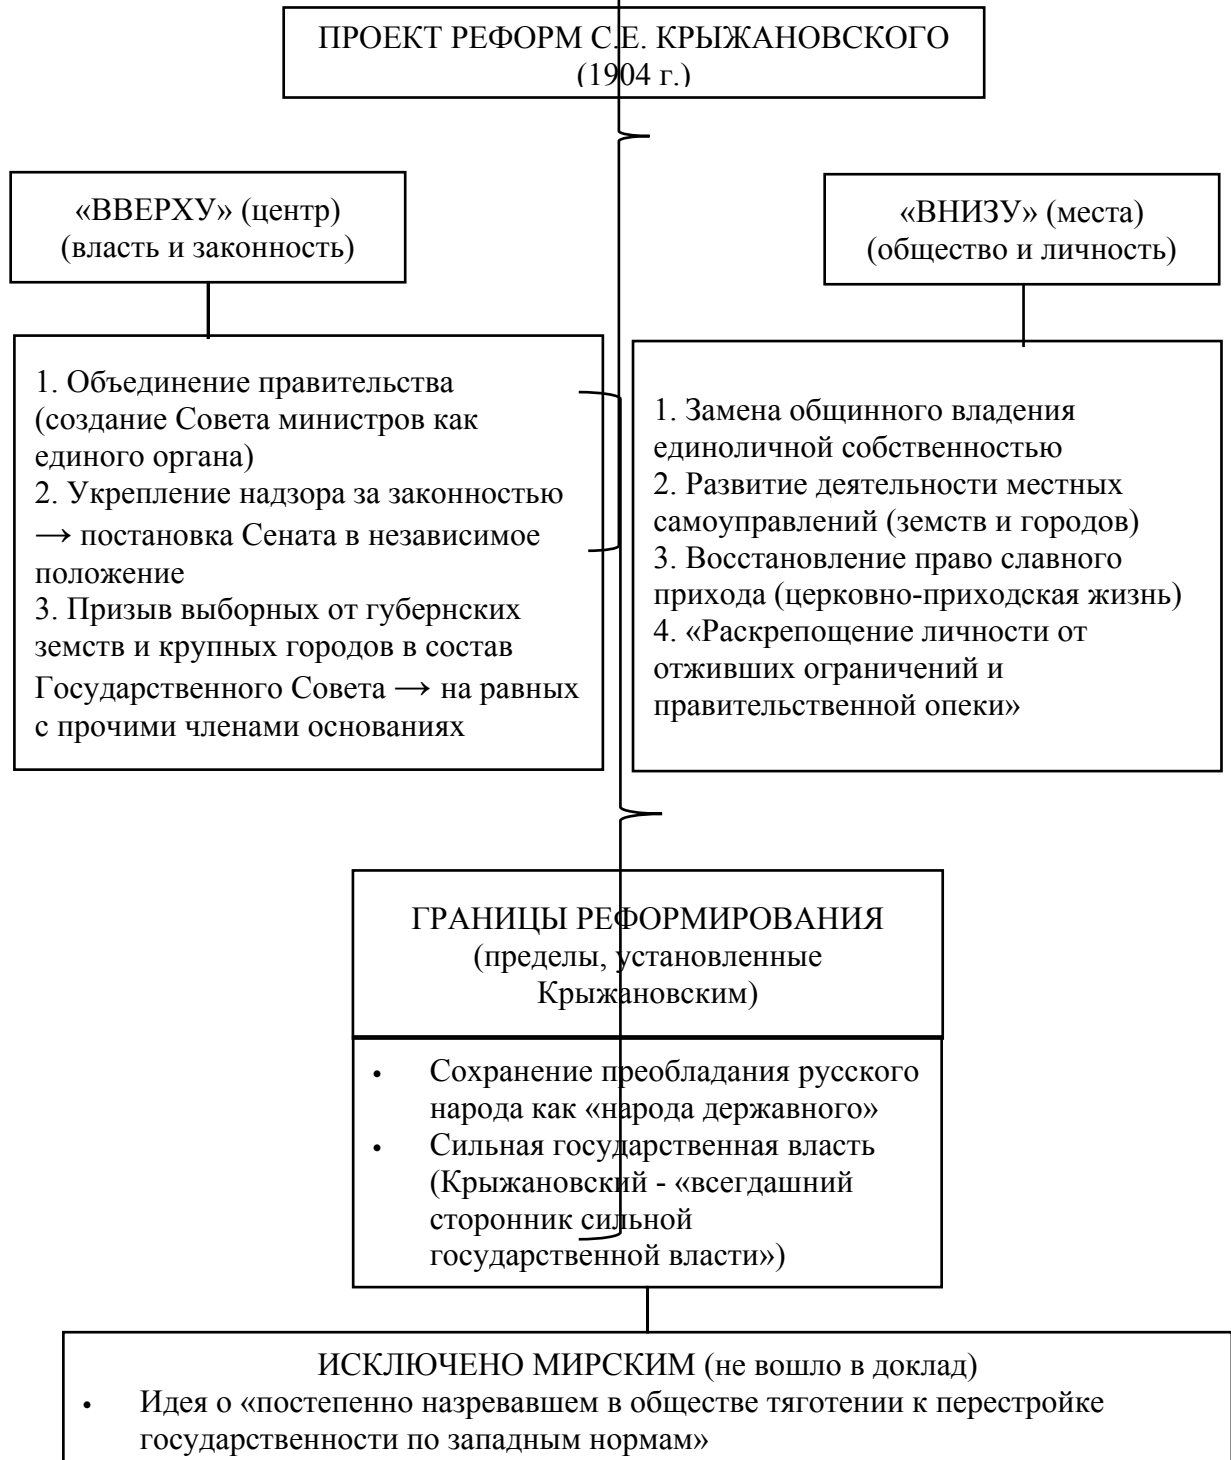 ПРОЕКТ РЕФОРМ С.Е. КРЫЖАНОВСКОГО
(1904 г.)
«ВВЕРХУ» (центр)
(власть и законность)
«ВНИЗУ» (места)
(общество и личность)
1. Объединение правительства
(создание Совета министров как
единого органа)
2. Укрепление надзора за законностью
→ постановка Сената в независимое
положение
3. Призыв выборных от губернских
земств и крупных городов в состав
Государственного Совета → на равных
с прочими членами основаниях
1. Замена общинного владения
единоличной собственностью
2. Развитие деятельности местных
самоуправлений (земств и городов)
3. Восстановление право славного
прихода (церковно-приходская жизнь)
4. «Раскрепощение личности от
отживших ограничений и
правительственной опеки»
ГРАНИЦЫ РЕФОРМИРОВАНИЯ
(пределы, установленные
Крыжановским)
• Сохранение преобладания русского
народа как «народа державного»
• Сильная государственная власть
(Крыжановский - «всегдашний
сторонник сильной
государственной власти»)
ИСКЛЮЧЕНО МИРСКИМ (не вошло в доклад)
• Идея о «постепенно назревавшем в обществе тяготении к перестройке
государственности по западным нормам»